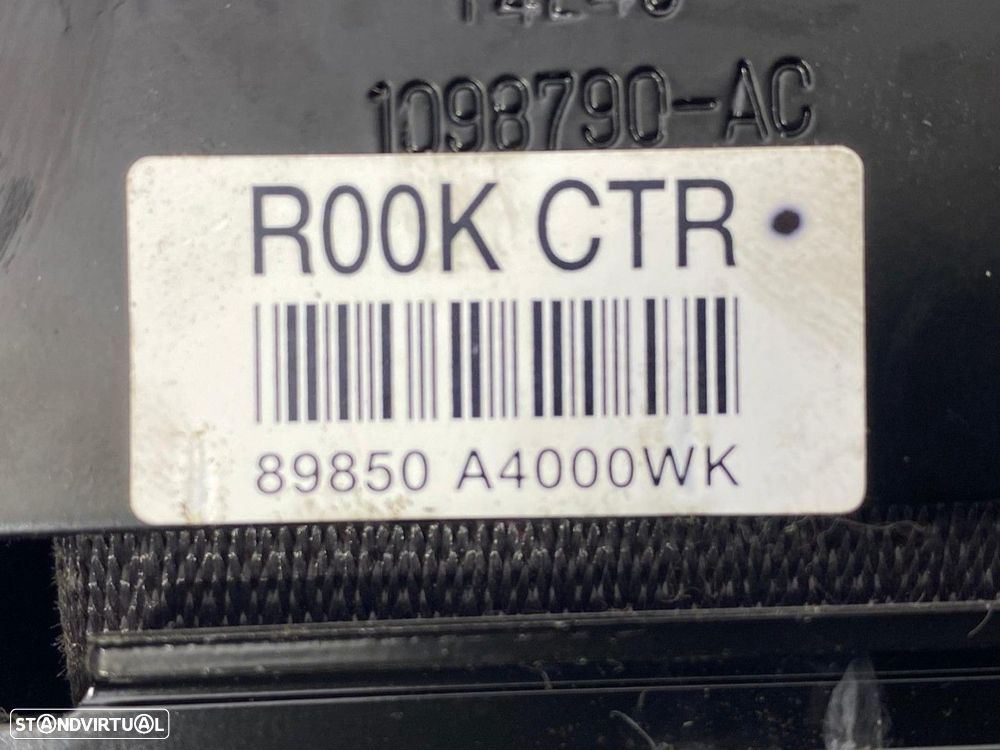 1098790-AC
R00K CTR
89850 A4000WK
STANDVIRTUAL